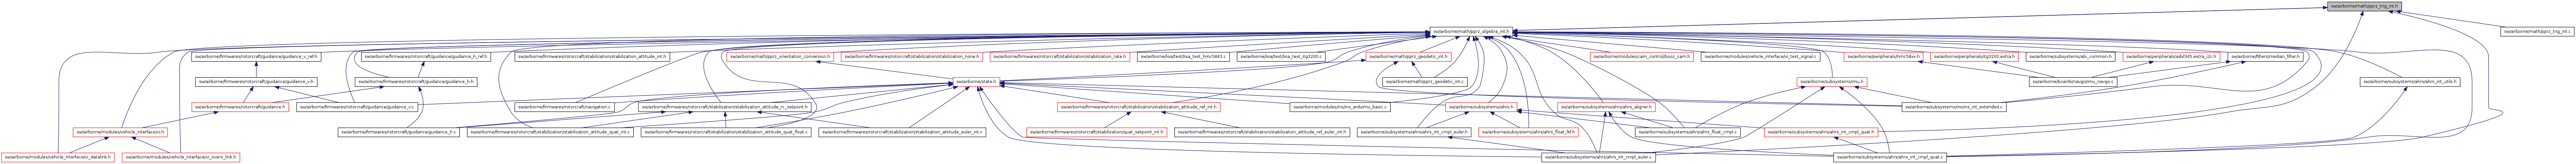 sw/airborne/math/pprz_trig_int.h
sw/airborne/math/pprz_algebra_int.h
sw/airborne/math/pprz_trig_int.c
sw/airborne/firmwares/rotorcraft/guidance/guidance_v_ref.h
sw/airborne/firmwares/rotorcraft/guidance/guidance_h_ref.h
sw/airborne/firmwares/rotorcraft/stabilization/stabilization_attitude_int.h
sw/airborne/math/pprz_orientation_conversion.h
sw/airborne/firmwares/rotorcraft/stabilization/stabilization_none.h
sw/airborne/firmwares/rotorcraft/stabilization/stabilization_rate.h
sw/airborne/lisa/test/lisa_test_hmc5843.c
sw/airborne/lisa/test/lisa_test_itg3200.c
sw/airborne/math/pprz_geodetic_int.h
sw/airborne/modules/cam_control/booz_cam.h
sw/airborne/modules/vehicle_interface/vi_test_signal.c
sw/airborne/peripherals/hmc58xx.h
sw/airborne/peripherals/itg3200.extra.h
sw/airborne/subsystems/abi_common.h
sw/airborne/peripherals/adxl345.extra_i2c.h
sw/airborne/filters/median_filter.h
sw/airborne/firmwares/rotorcraft/guidance/guidance_v.h
sw/airborne/firmwares/rotorcraft/guidance/guidance_h.h
sw/airborne/state.h
sw/airborne/math/pprz_geodetic_int.c
sw/airborne/subsystems/imu.h
sw/airborne/boards/navgo/imu_navgo.c
sw/airborne/subsystems/ahrs/ahrs_int_utils.h
sw/airborne/firmwares/rotorcraft/guidance.h
sw/airborne/firmwares/rotorcraft/guidance/guidance_v.c
sw/airborne/firmwares/rotorcraft/navigation.c
sw/airborne/firmwares/rotorcraft/stabilization/stabilization_attitude_rc_setpoint.h
sw/airborne/firmwares/rotorcraft/stabilization/stabilization_attitude_ref_int.h
sw/airborne/modules/ins/ins_arduimu_basic.c
sw/airborne/subsystems/ahrs.h
sw/airborne/subsystems/ahrs/ahrs_aligner.h
sw/airborne/subsystems/ins/ins_int_extended.c
sw/airborne/modules/vehicle_interface/vi.h
sw/airborne/firmwares/rotorcraft/guidance/guidance_h.c
sw/airborne/firmwares/rotorcraft/stabilization/stabilization_attitude_quat_int.c
sw/airborne/firmwares/rotorcraft/stabilization/stabilization_attitude_quat_float.c
sw/airborne/firmwares/rotorcraft/stabilization/stabilization_attitude_euler_int.c
sw/airborne/firmwares/rotorcraft/stabilization/quat_setpoint_int.h
sw/airborne/firmwares/rotorcraft/stabilization/stabilization_attitude_ref_euler_int.h
sw/airborne/subsystems/ahrs/ahrs_int_cmpl_euler.h
sw/airborne/subsystems/ahrs/ahrs_float_lkf.h
sw/airborne/subsystems/ahrs/ahrs_float_cmpl.c
sw/airborne/subsystems/ahrs/ahrs_int_cmpl_quat.h
sw/airborne/modules/vehicle_interface/vi_datalink.h
sw/airborne/modules/vehicle_interface/vi_overo_link.h
sw/airborne/subsystems/ahrs/ahrs_int_cmpl_euler.c
sw/airborne/subsystems/ahrs/ahrs_int_cmpl_quat.c